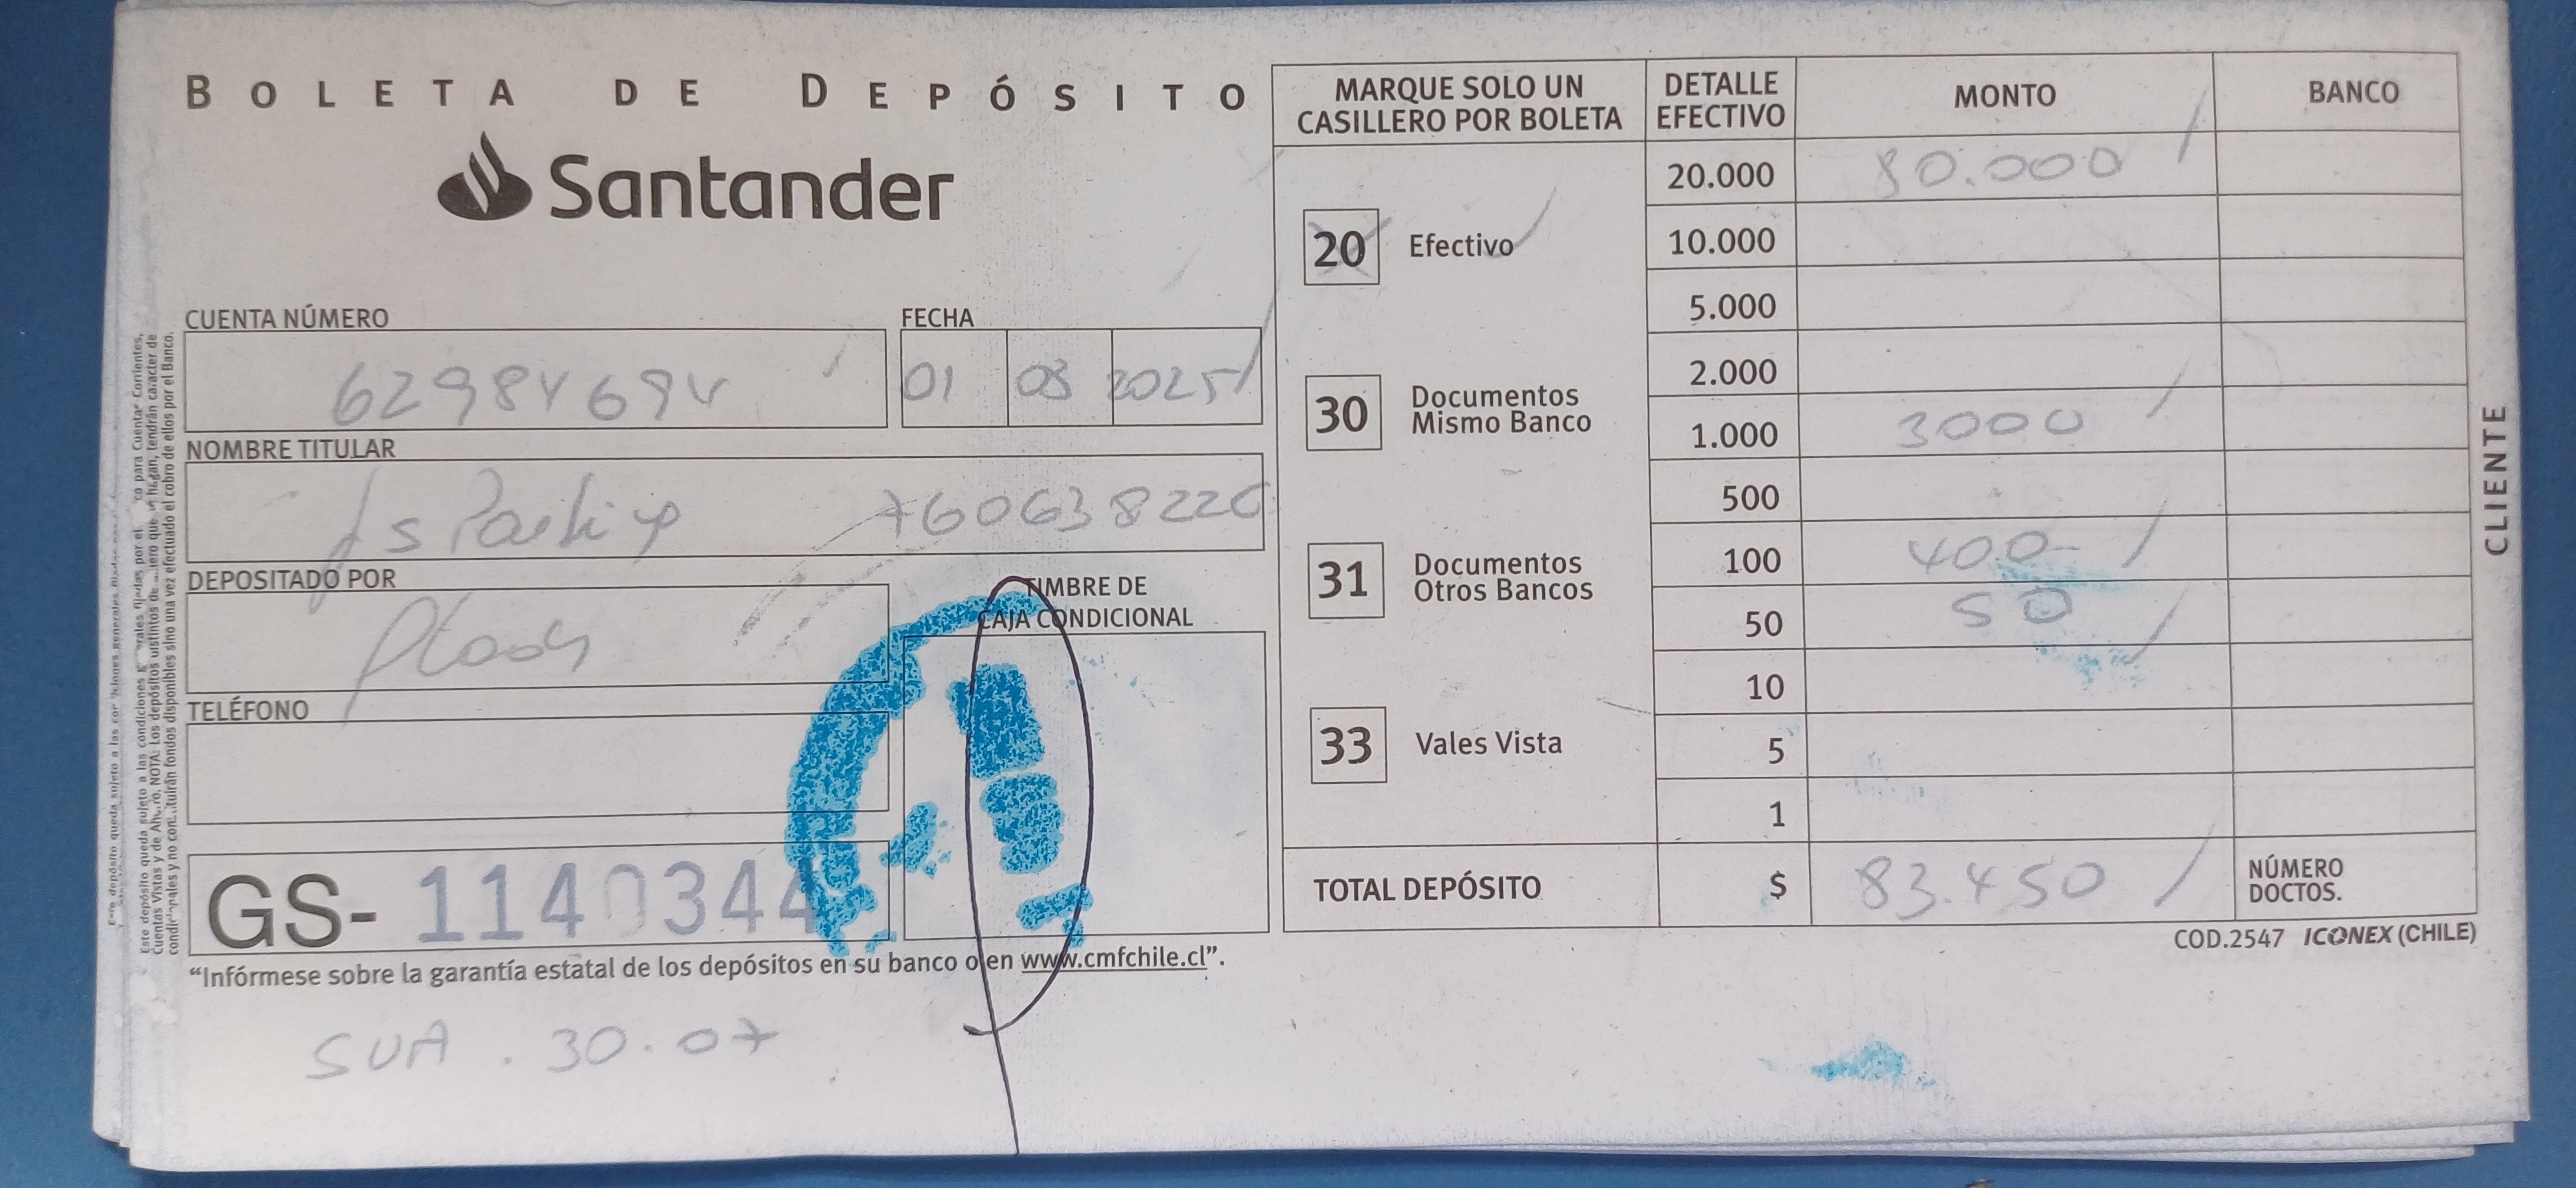 BOLETA DE DEPÓSITO
Santander
CUENTA NÚMERO
62984694
FECHA
01 08 2025
NOMBRE TITULAR
76063822
DEPOSITADO POR
TELÉFONO
TIMBRE DE
CAJA CONDICIONAL
GS- 1140344
“Infórmese sobre la garantía estatal de los depósitos en su banco o en www.cmfchile.cl”.
SUA . 30.07
MARQUE SOLO UN
CASILLERO POR BOLETA
20 Efectivo
30 Documentos
Mismo Banco
31 Documentos
Otros Bancos
33 Vales Vista
DETALLE
EFECTIVO
MONTO
BANCO
20.000 80.000
10.000
5.000
2.000
1.000 3000
500
100 400
50 50
10
5
1
TOTAL DEPÓSITO $ 83.450
NÚMERO
DOCTOS.
COD.2547 ICONEX (CHILE)
CLIENTE